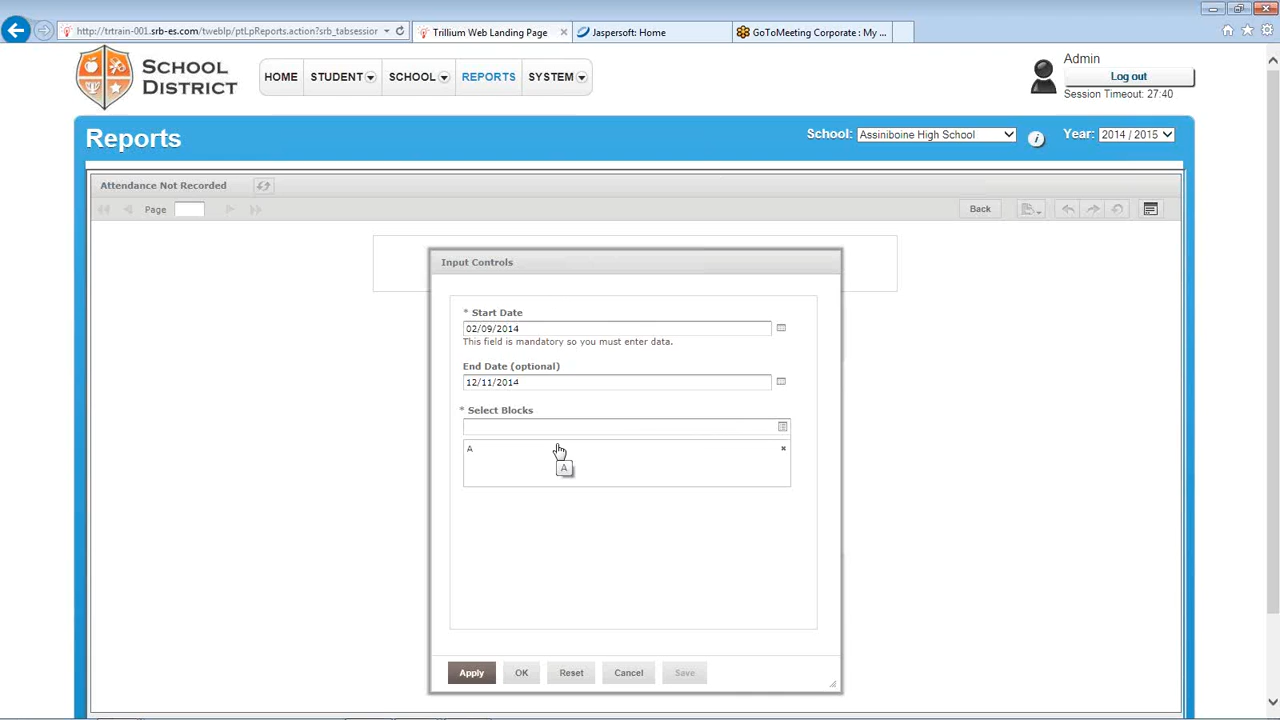 http://trtrain-001.srb-es.com/tweblp/ptLpReports.action?srb_tabsession
Trillium Web Landing Page
Jaspersoft: Home
GoToMeeting Corporate : My ...
SCHOOL
DISTRICT
HOME
STUDENT
SCHOOL
REPORTS
SYSTEM
Admin
Log out
Session Timeout: 27:40
Reports
School:
Assiniboine High School
i
Year:
2014 / 2015
Attendance Not Recorded
Page
Back
Input Controls
* Start Date
02/09/2014
This field is mandatory so you must enter data.
End Date (optional)
12/11/2014
* Select Blocks
A
A
Apply
OK
Reset
Cancel
Save